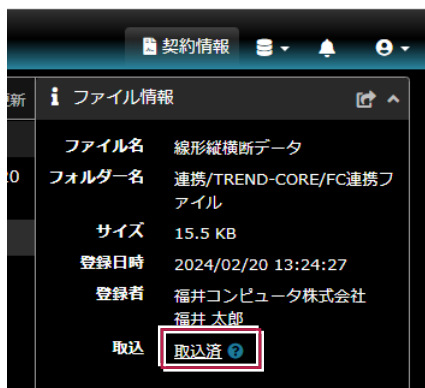 契約情報
更新
ファイル情報
ファイル名 線形縦横断データ
フォルダー名 連携/TREND-CORE/FC連携フ
ァイル
サイズ 15.5 KB
登録日時 2024/02/20 13:24:27
登録者 福井コンピュータ株式会社
福井 太郎
取込 取込済